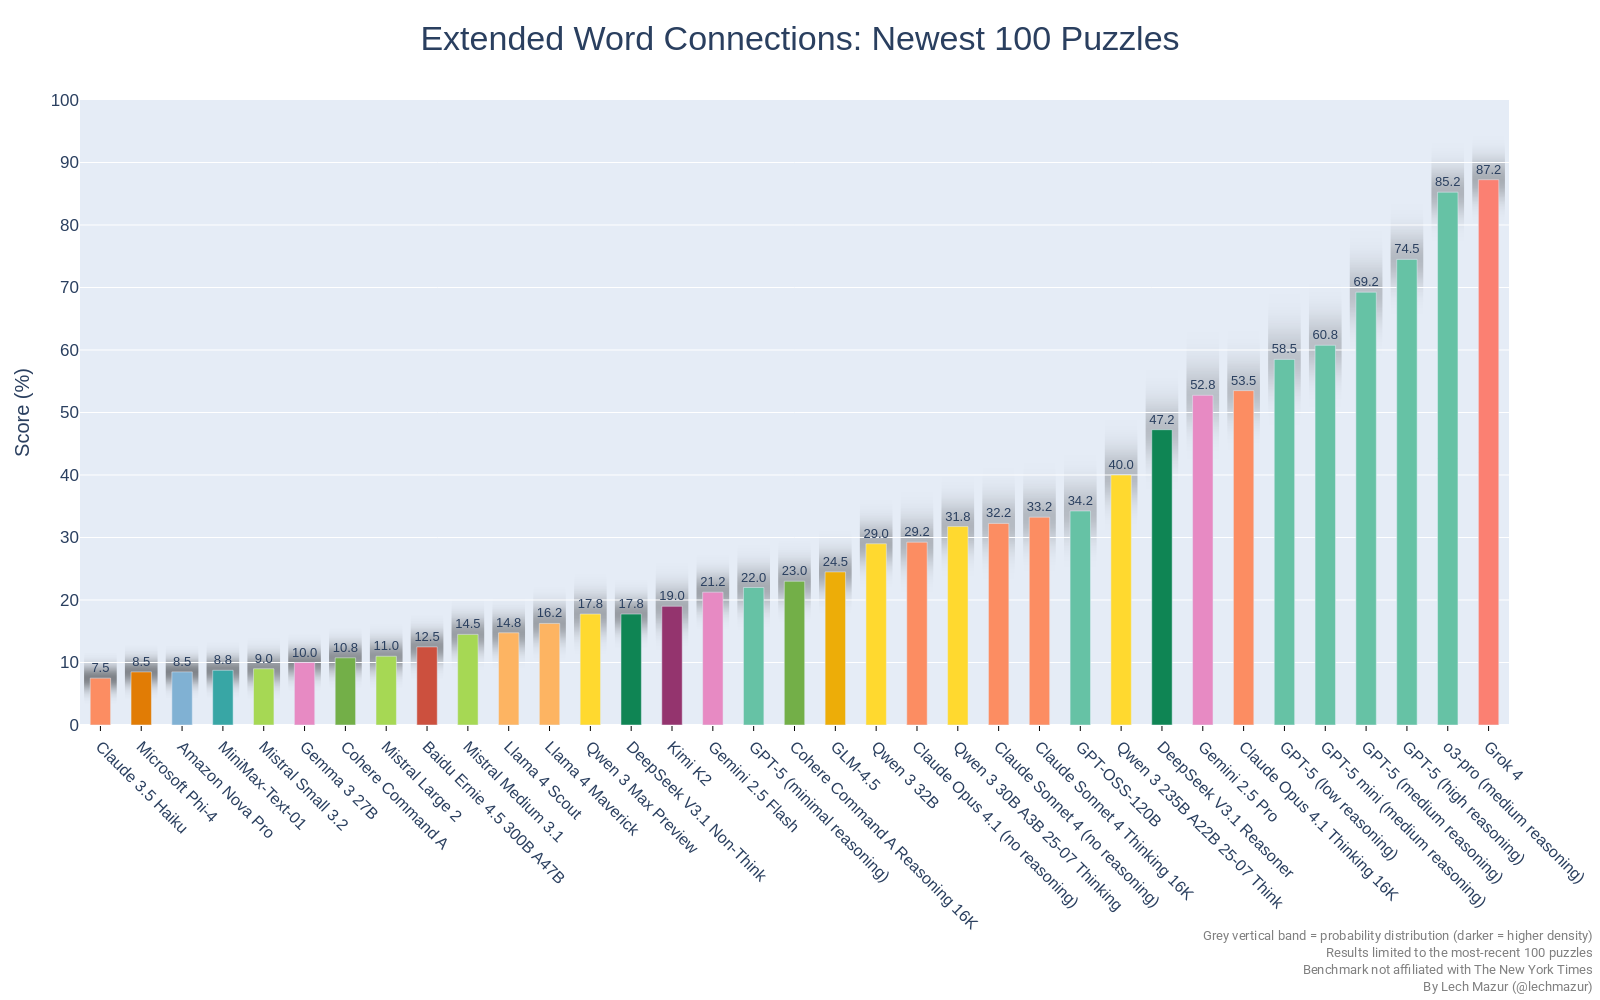 Extended Word Connections: Newest 100 Puzzles
Score (%)
100
90
80
70
60
50
40
30
20
10
0
7.5
8.5
8.5
8.8
9.0
10.0
10.8
11.0
12.5
14.5
14.8
16.2
17.8
17.8
19.0
21.2
22.0
23.0
24.5
29.0
29.2
31.8
32.2
33.2
34.2
40.0
47.2
52.8
53.5
58.5
60.8
69.2
74.5
85.2
87.2
Claude 3.5 Haiku
Microsoft Phi-4
Amazon Nova Pro
MiniMax-Text-01
Mistral Small 3.2
Gemma 3 27B
Cohere Command A
Mistral Large 2
Baidu Ernie 4.5 300B A47B
Mistral Medium 3.1
Llama 4 Scout
Llama 4 Maverick
Qwen 3 Max Preview
DeepSeek V3.1 Non-Think
Kimi K2
Gemini 2.5 Flash
GPT-5 (minimal reasoning)
Cohere Command A Reasoning 16K
GLM-4.5
Qwen 3 32B
Claude Opus 4.1 (no reasoning)
Qwen 3 30B A3B 25-07 Thinking
Claude Sonnet 4 (no reasoning)
Claude Sonnet 4 Thinking 16K
GPT-OSS-120B
Qwen 3 235B A22B 25-07 Think
DeepSeek V3.1 Reasoner
Gemini 2.5 Pro
Claude Opus 4.1 Thinking 16K
GPT-5 (low reasoning)
GPT-5 mini (medium reasoning)
GPT-5 (medium reasoning)
GPT-5 (high reasoning)
o3-pro (medium reasoning)
Grok 4
Grey vertical band = probability distribution (darker = higher density)
Results limited to the most-recent 100 puzzles
Benchmark not affiliated with The New York Times
By Lech Mazur (@lechmazur)